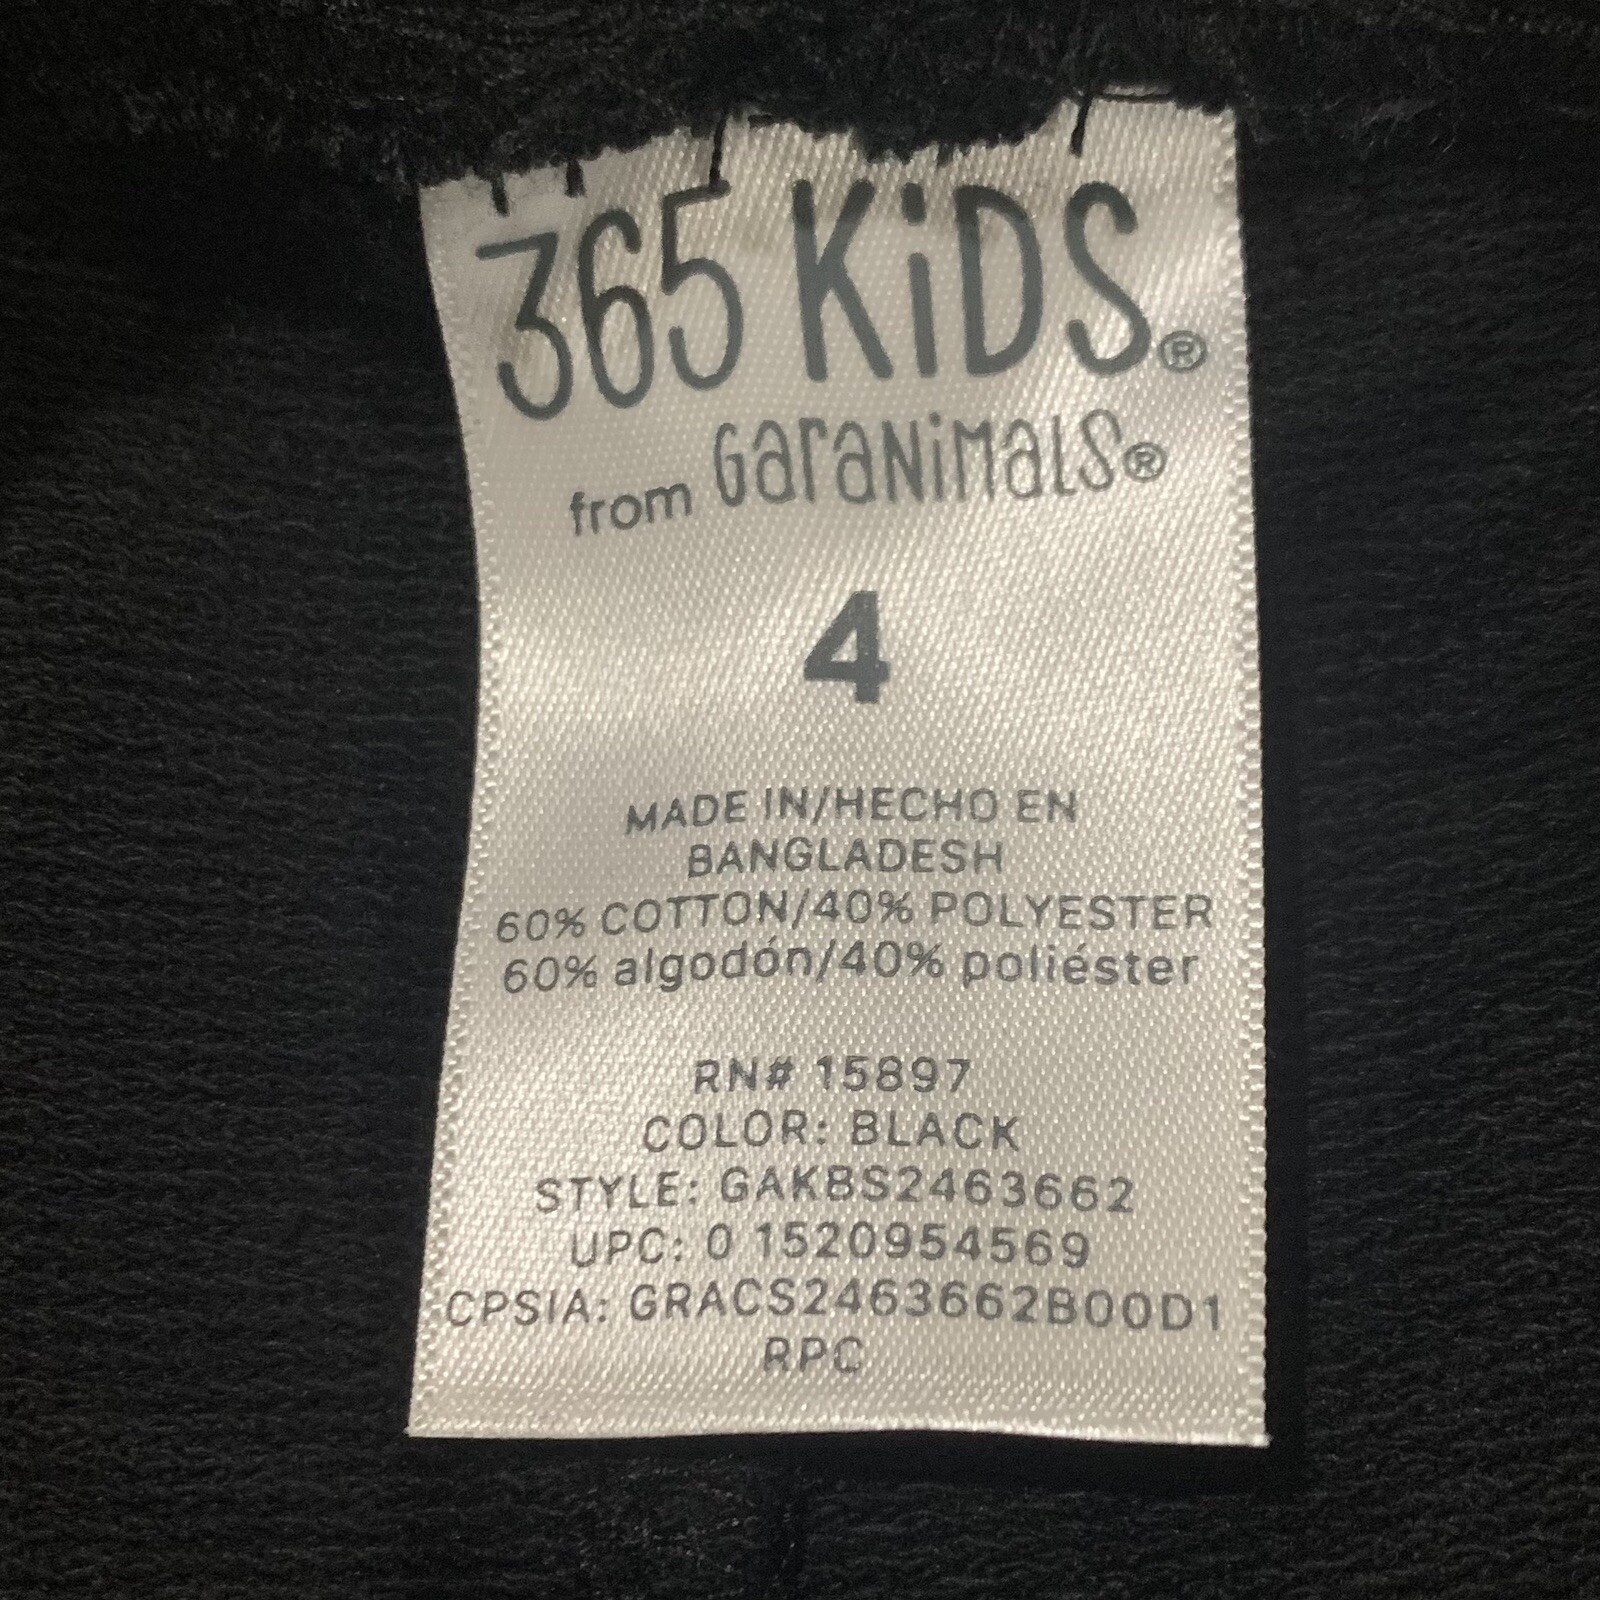 365 KiDS®
from Garanimals®
4
MADE IN/HECHO EN
BANGLADESH
60% COTTON/40% POLYESTER
60% algodón/40% poliéster
RN# 15897
COLOR: BLACK
STYLE: GAKBS2463662
UPC: 0 1520954569
CPSIA: GRACS2463662B00D1
RPC